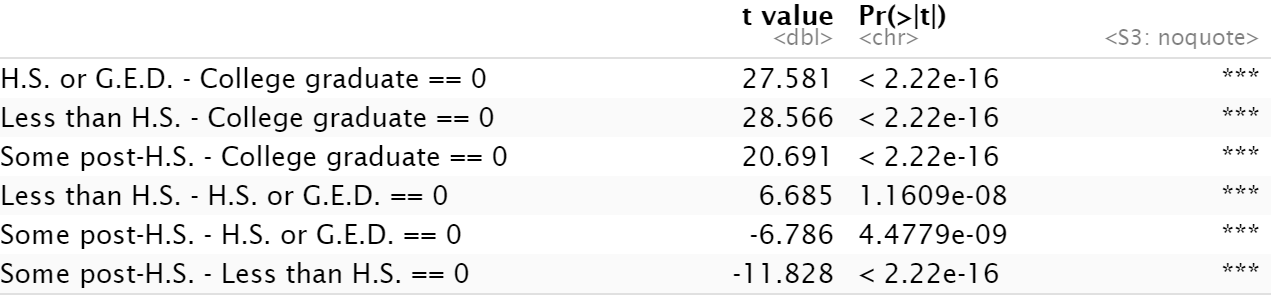 t value Pr(>|t|)
<dbl> <chr> <S3: noquote>
H.S. or G.E.D. - College graduate == 0 27.581 < 2.22e-16 ***
Less than H.S. - College graduate == 0 28.566 < 2.22e-16 ***
Some post-H.S. - College graduate == 0 20.691 < 2.22e-16 ***
Less than H.S. - H.S. or G.E.D. == 0 6.685 1.1609e-08 ***
Some post-H.S. - H.S. or G.E.D. == 0 -6.786 4.4779e-09 ***
Some post-H.S. - Less than H.S. == 0 -11.828 < 2.22e-16 ***